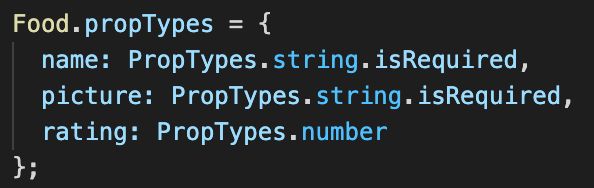 Food.propTypes = {
  name: PropTypes.string.isRequired,
  picture: PropTypes.string.isRequired,
  rating: PropTypes.number
};